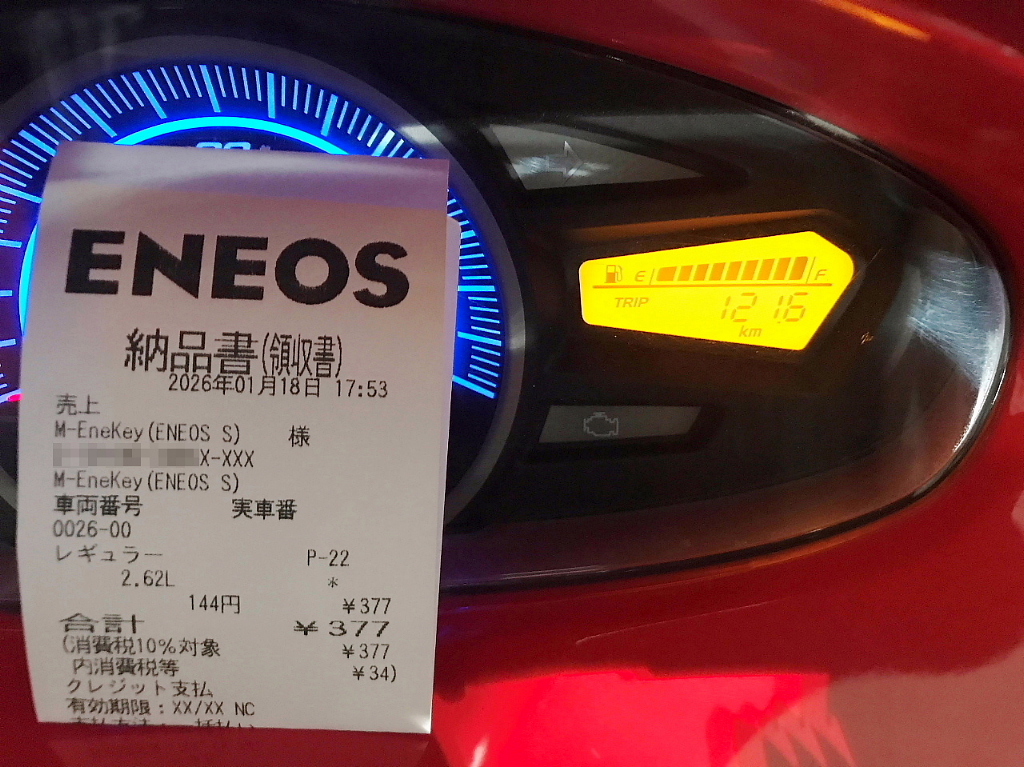 ENEOS
納品書(領収書)
2026年01月18日 17:53
売上
M-EneKey(ENEOS S) 様
X-XXX
M-EneKey(ENEOS S)
車両番号 実車番
0026-00
レギュラー P-22
2.62L *
144円 ¥377
合計 ¥377
(消費税10%対象 ¥377
内消費税等 ¥34)
クレジット支払
有効期限:XX/XX NC
E F
TRIP 121.6
km